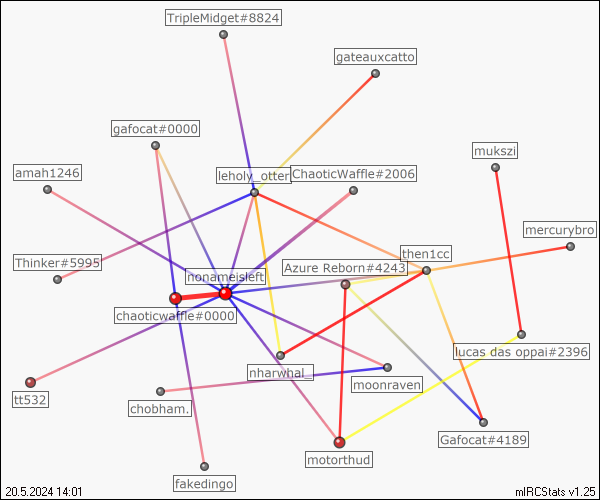 TripleMidget#8824
gateauxcatto
gafocat#0000
mukszi
amah1246
leholy_otter
ChaoticWaffle#2006
mercurybro
then1cc
Thinker#5995
Azure Reborn#4243
nonameisleft
chaoticwaffle#0000
lucas das oppai#2396
nharwhal_
moonraven
tt532
chobham.
Gafocat#4189
motorthud
fakedingo
20.5.2024 14:01
mIRCStats v1.25